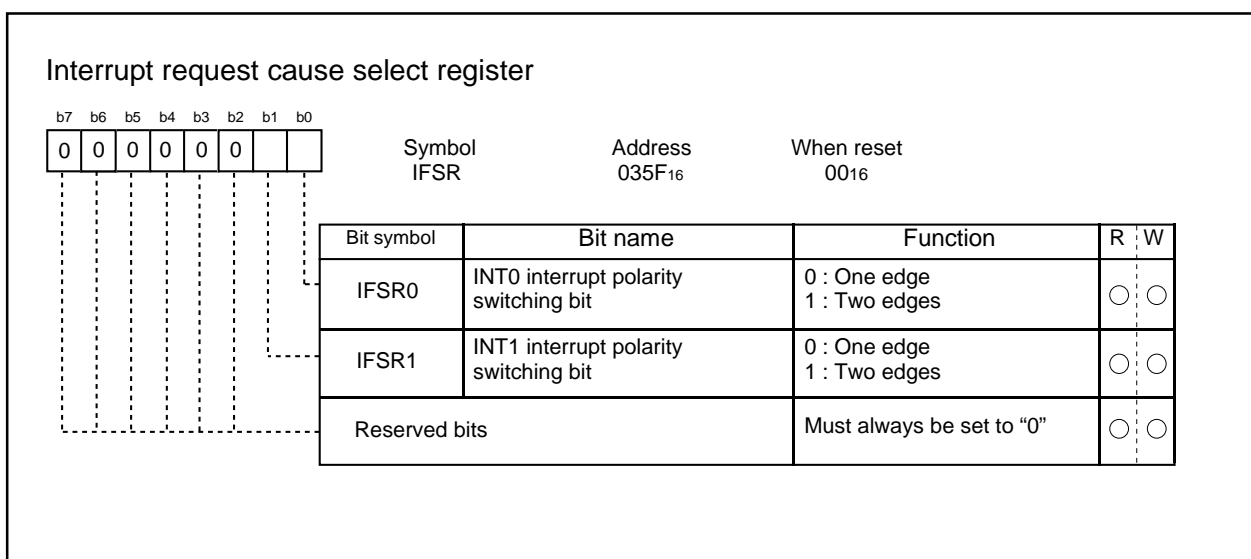 Interrupt request cause select register
b7 b6 b5 b4 b3 b2 b1 b0
0 0 0 0 0 0
Symbol Address When reset
IFSR 035F16 0016
Bit symbol Bit name Function R W
IFSR0 INT0 interrupt polarity switching bit 0 : One edge
1 : Two edges
IFSR1 INT1 interrupt polarity switching bit 0 : One edge
1 : Two edges
Reserved bits Must always be set to “0”